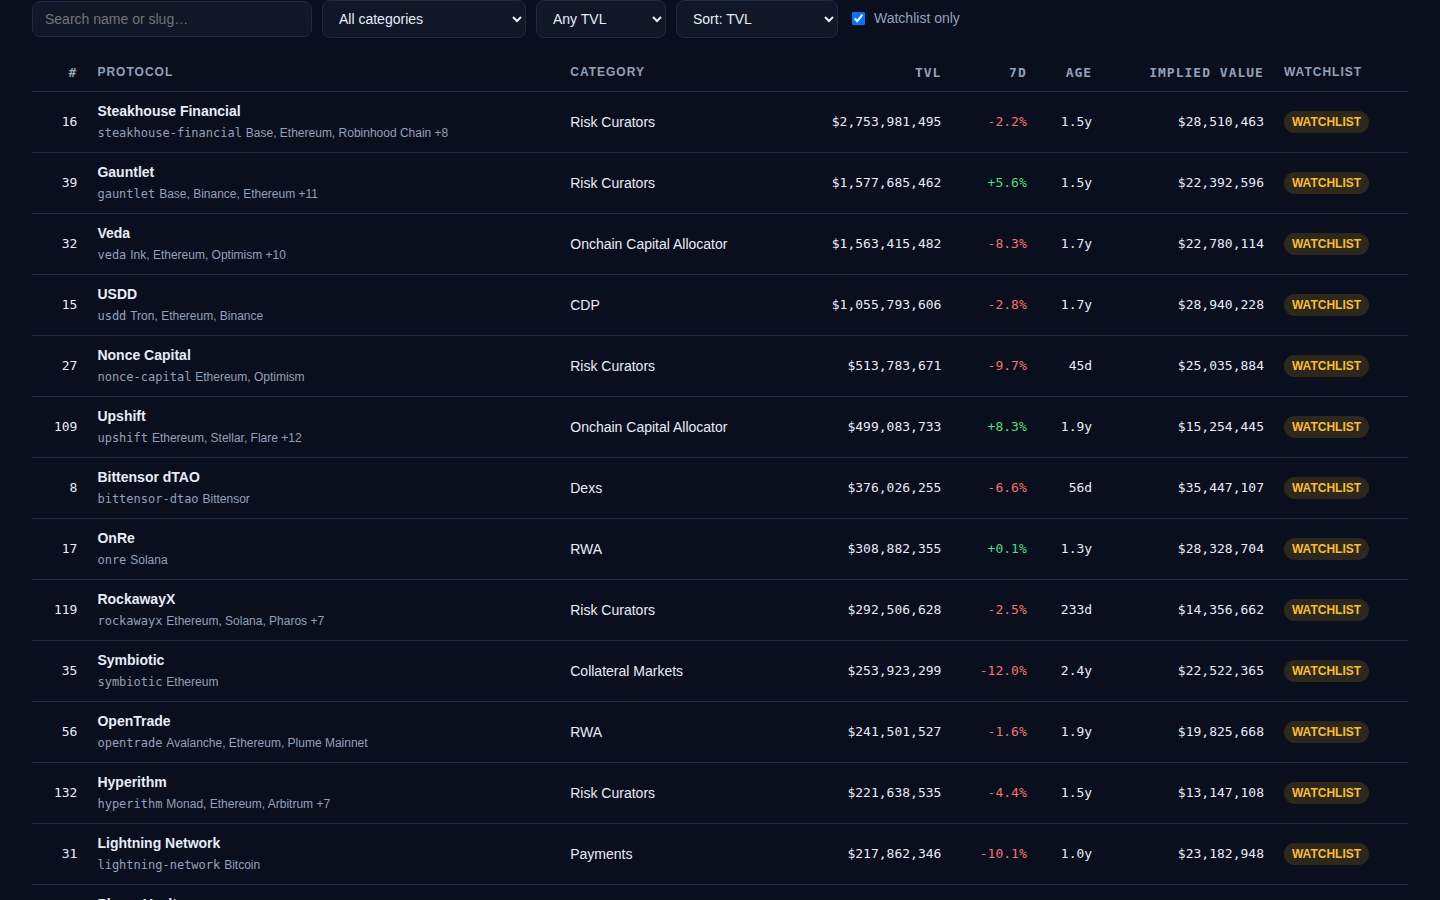 Search name or slug…
All categories
Any TVL
Sort: TVL
Watchlist only
# PROTOCOL CATEGORY TVL 7D AGE IMPLIED VALUE WATCHLIST
16 Steakhouse Financial Risk Curators $2,753,981,495 -2.2% 1.5y $28,510,463 WATCHLIST
steakhouse-financial Base, Ethereum, Robinhood Chain +8
39 Gauntlet Risk Curators $1,577,685,462 +5.6% 1.5y $22,392,596 WATCHLIST
gauntlet Base, Binance, Ethereum +11
32 Veda Onchain Capital Allocator $1,563,415,482 -8.3% 1.7y $22,780,114 WATCHLIST
veda Ink, Ethereum, Optimism +10
15 USDD CDP $1,055,793,606 -2.8% 1.7y $28,940,228 WATCHLIST
usdd Tron, Ethereum, Binance
27 Nonce Capital Risk Curators $513,783,671 -9.7% 45d $25,035,884 WATCHLIST
nonce-capital Ethereum, Optimism
109 Upshift Onchain Capital Allocator $499,083,733 +8.3% 1.9y $15,254,445 WATCHLIST
upshift Ethereum, Stellar, Flare +12
8 Bittensor dTAO Dexs $376,026,255 -6.6% 56d $35,447,107 WATCHLIST
bittensor-dtao Bittensor
17 OnRe RWA $308,882,355 +0.1% 1.3y $28,328,704 WATCHLIST
onre Solana
119 RockawayX Risk Curators $292,506,628 -2.5% 233d $14,356,662 WATCHLIST
rockawayx Ethereum, Solana, Pharos +7
35 Symbiotic Collateral Markets $253,923,299 -12.0% 2.4y $22,522,365 WATCHLIST
symbiotic Ethereum
56 OpenTrade RWA $241,501,527 -1.6% 1.9y $19,825,668 WATCHLIST
opentrade Avalanche, Ethereum, Plume Mainnet
132 Hyperithm Risk Curators $221,638,535 -4.4% 1.5y $13,147,108 WATCHLIST
hyperithm Monad, Ethereum, Arbitrum +7
31 Lightning Network Payments $217,862,346 -10.1% 1.0y $23,182,948 WATCHLIST
lightning-network Bitcoin